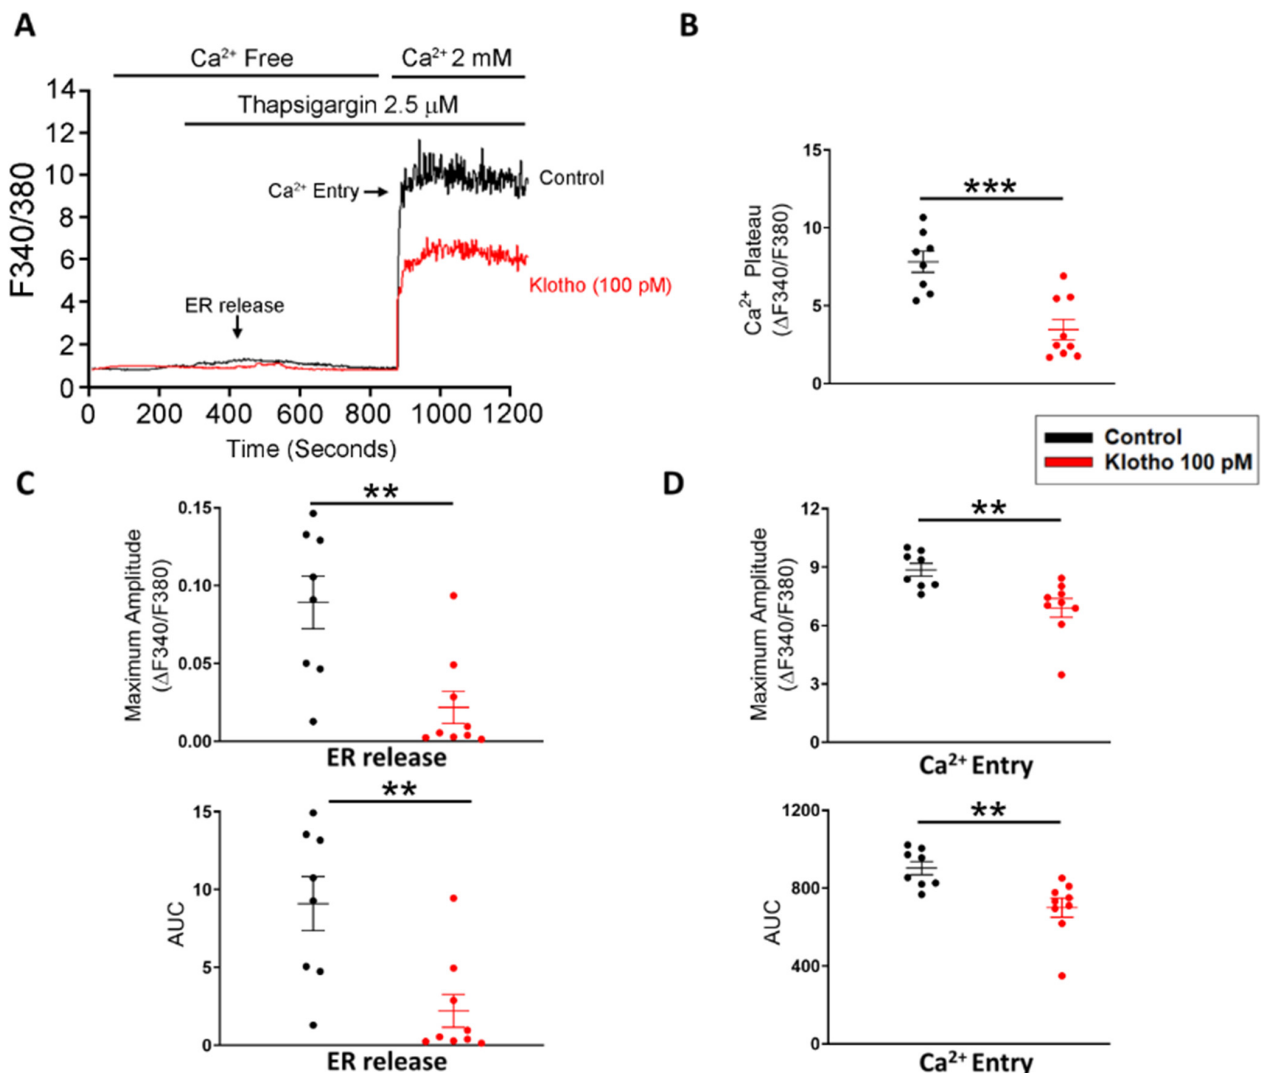 A
Ca²⁺ Free
Ca²⁺ 2 mM
Thapsigargin 2.5 μM
14
12
10
8
6
4
2
0
F340/380
Ca²⁺ Entry
Control
Klotho (100 pM)
ER release
0 200 400 600 800 1000 1200
Time (Seconds)
B
15
10
5
0
Ca²⁺ Plateau
(ΔF340/F380)
***
Control
Klotho 100 pM
C
**
0.15
0.10
0.05
0.00
Maximum Amplitude
(ΔF340/F380)
ER release
**
15
10
5
0
AUC
ER release
D
**
12
9
6
3
0
Maximum Amplitude
(ΔF340/F380)
Ca²⁺ Entry
**
1200
800
400
0
AUC
Ca²⁺ Entry